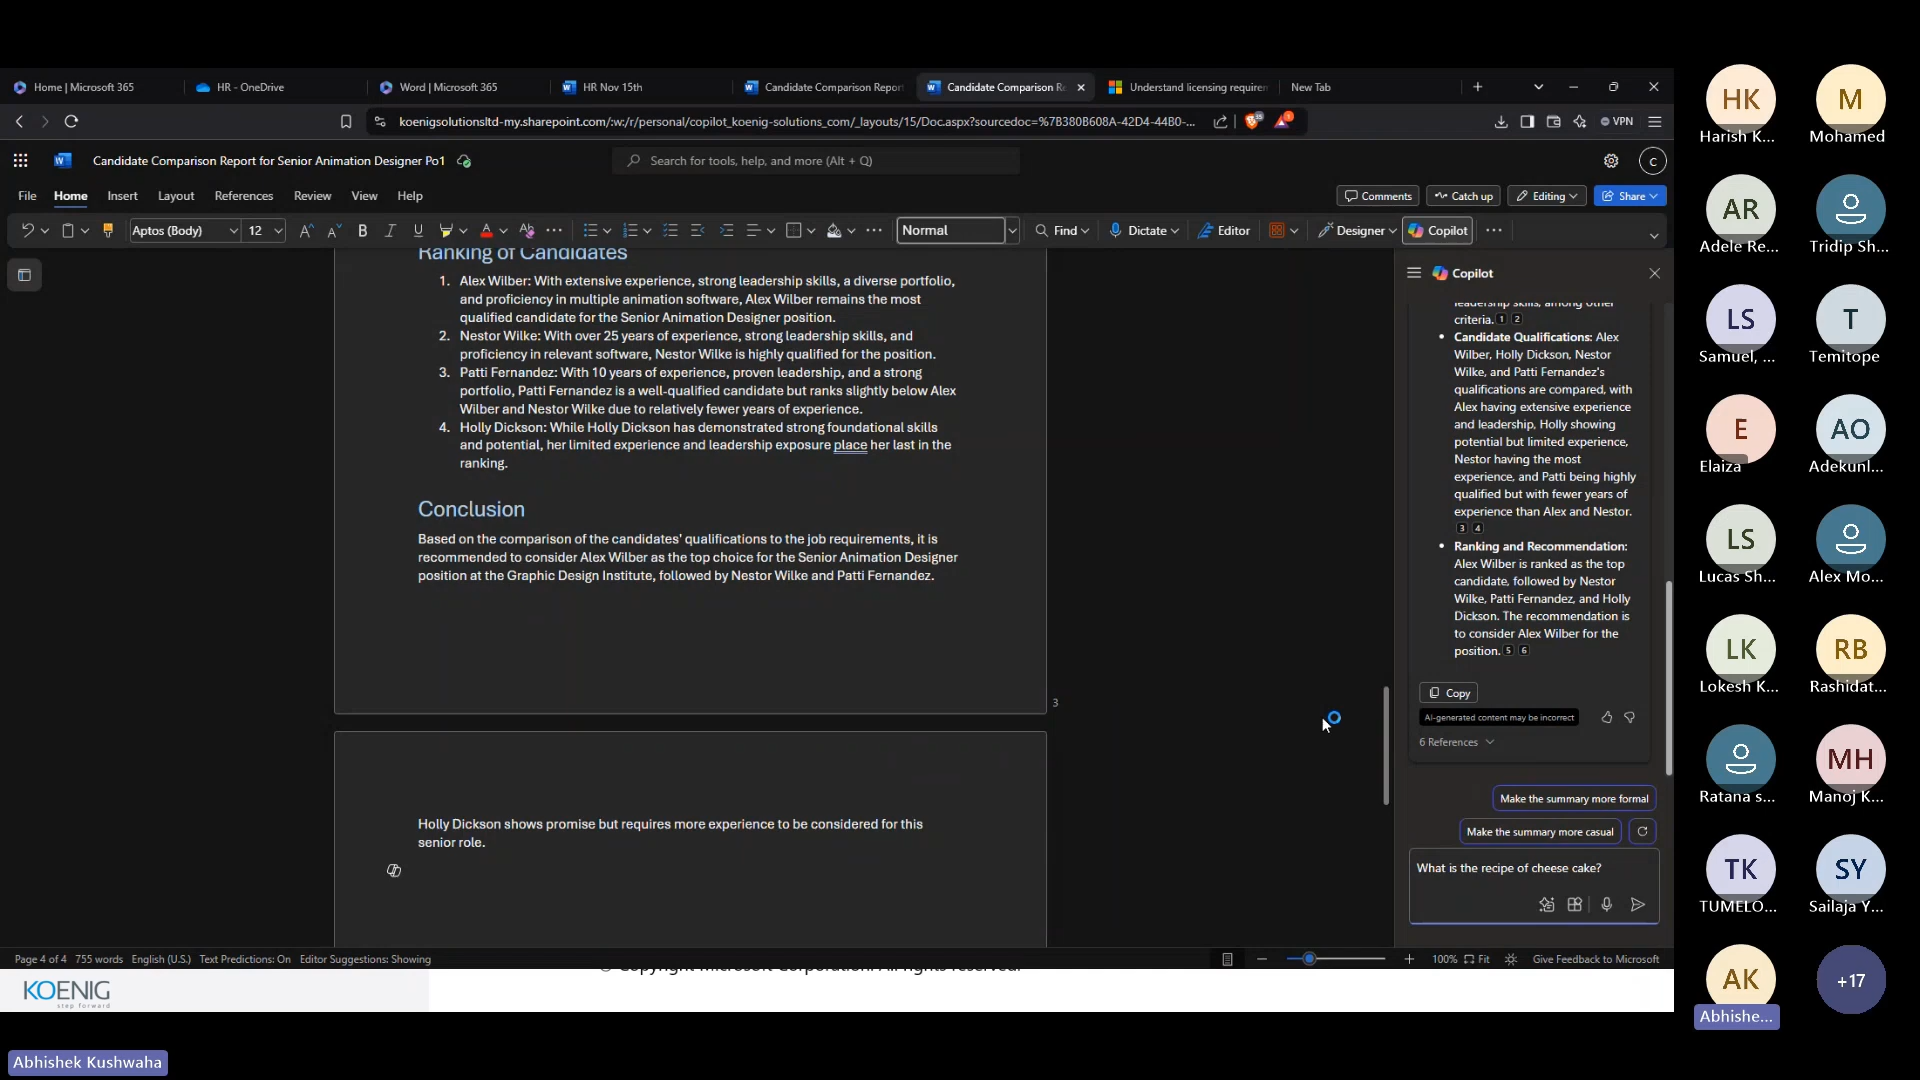 Home | Microsoft 365
HR - OneDrive
Word | Microsoft 365
HR Nov 15th
Candidate Comparison Report
Candidate Comparison Re
Understand licensing requirem
New Tab
koenigsolutionsltd-my.sharepoint.com/:w:/r/personal/copilot_koenig-solutions_com/_layouts/15/Doc.aspx?sourcedoc=%7B380B608A-42D4-44B0-...
VPN
Candidate Comparison Report for Senior Animation Designer Po1
Search for tools, help, and more (Alt + Q)
C
File
Home
Insert
Layout
References
Review
View
Help
Comments
Catch up
Editing
Share
Aptos (Body)
12
Normal
Find
Dictate
Editor
Designer
Copilot
Ranking of Candidates
1. Alex Wilber: With extensive experience, strong leadership skills, a diverse portfolio,
and proficiency in multiple animation software, Alex Wilber remains the most
qualified candidate for the Senior Animation Designer position.
2. Nestor Wilke: With over 25 years of experience, strong leadership skills, and
proficiency in relevant software, Nestor Wilke is highly qualified for the position.
3. Patti Fernandez: With 10 years of experience, proven leadership, and a strong
portfolio, Patti Fernandez is a well-qualified candidate but ranks slightly below Alex
Wilber and Nestor Wilke due to relatively fewer years of experience.
4. Holly Dickson: While Holly Dickson has demonstrated strong foundational skills
and potential, her limited experience and leadership exposure place her last in the
ranking.
Conclusion
Based on the comparison of the candidates' qualifications to the job requirements, it is
recommended to consider Alex Wilber as the top choice for the Senior Animation Designer
position at the Graphic Design Institute, followed by Nestor Wilke and Patti Fernandez.
3
Holly Dickson shows promise but requires more experience to be considered for this
senior role.
Copilot
leadership skills, among other
criteria. 1 2
• Candidate Qualifications: Alex
Wilber, Holly Dickson, Nestor
Wilke, and Patti Fernandez's
qualifications are compared, with
Alex having extensive experience
and leadership, Holly showing
potential but limited experience,
Nestor having the most
experience, and Patti being highly
qualified but with fewer years of
experience than Alex and Nestor.
3 4
• Ranking and Recommendation:
Alex Wilber is ranked as the top
candidate, followed by Nestor
Wilke, Patti Fernandez, and Holly
Dickson. The recommendation is
to consider Alex Wilber for the
position. 5 6
Copy
AI-generated content may be incorrect
6 References
Make the summary more formal
Make the summary more casual
What is the recipe of cheese cake?
Page 4 of 4
755 words
English (U.S.)
Text Predictions: On
Editor Suggestions: Showing
100%
Fit
Give Feedback to Microsoft
© Copyright Microsoft Corporation. All rights reserved.
KOENIG
step forward
Abhishek Kushwaha
HK
Harish K...
M
Mohamed
AR
Adele Re...
Tridip Sh...
LS
Samuel, ...
T
Temitope
E
Elaiza
AO
Adekunl...
LS
Lucas Sh...
Alex Mo...
LK
Lokesh K...
RB
Rashidat...
Ratana s...
MH
Manoj K...
TK
TUMELO...
SY
Sailaja Y...
AK
Abhishe...
+17